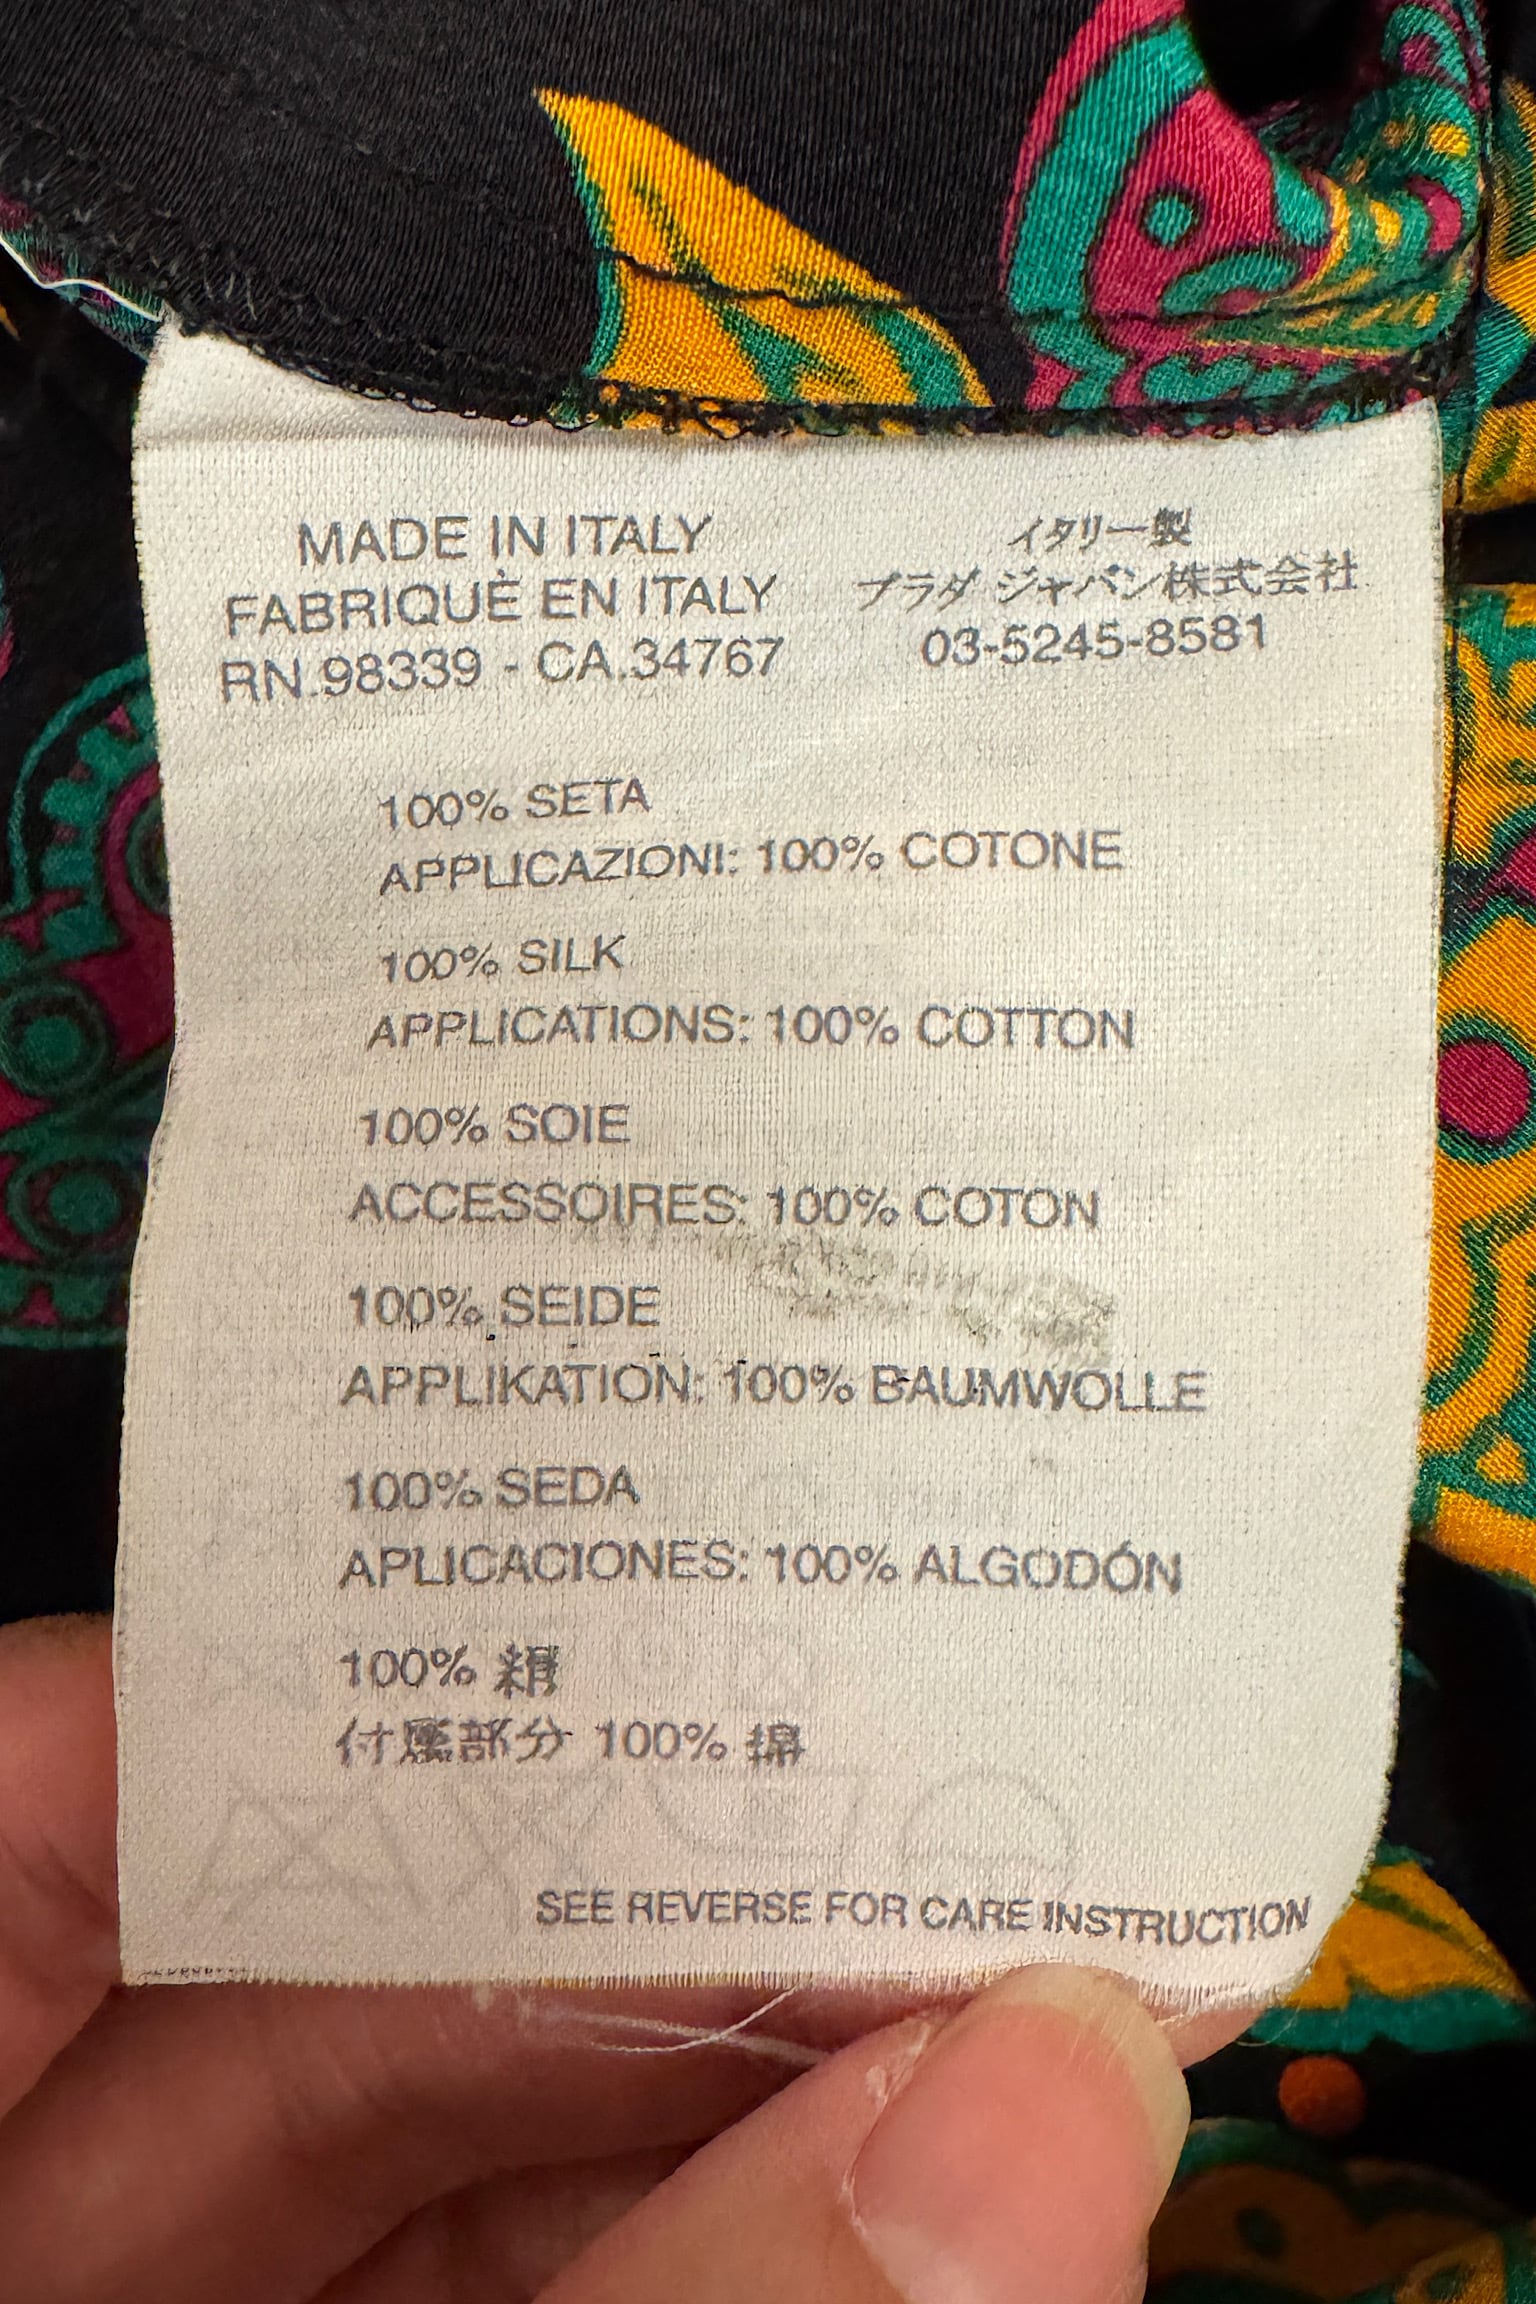 MADE IN ITALY
FABRIQUÈ EN ITALY
RN.98339 - CA.34767
イタリー製
プラダ ジャパン株式会社
03-5245-8581
100% SETA
APPLICAZIONI: 100% COTONE
100% SILK
APPLICATIONS: 100% COTTON
100% SOIE
ACCESSOIRES: 100% COTON
100% SEIDE
APPLIKATION: 100% BAUMWOLLE
100% SEDA
APLICACIONES: 100% ALGODÓN
100% 絹
付属部分 100% 綿
SEE REVERSE FOR CARE INSTRUCTION